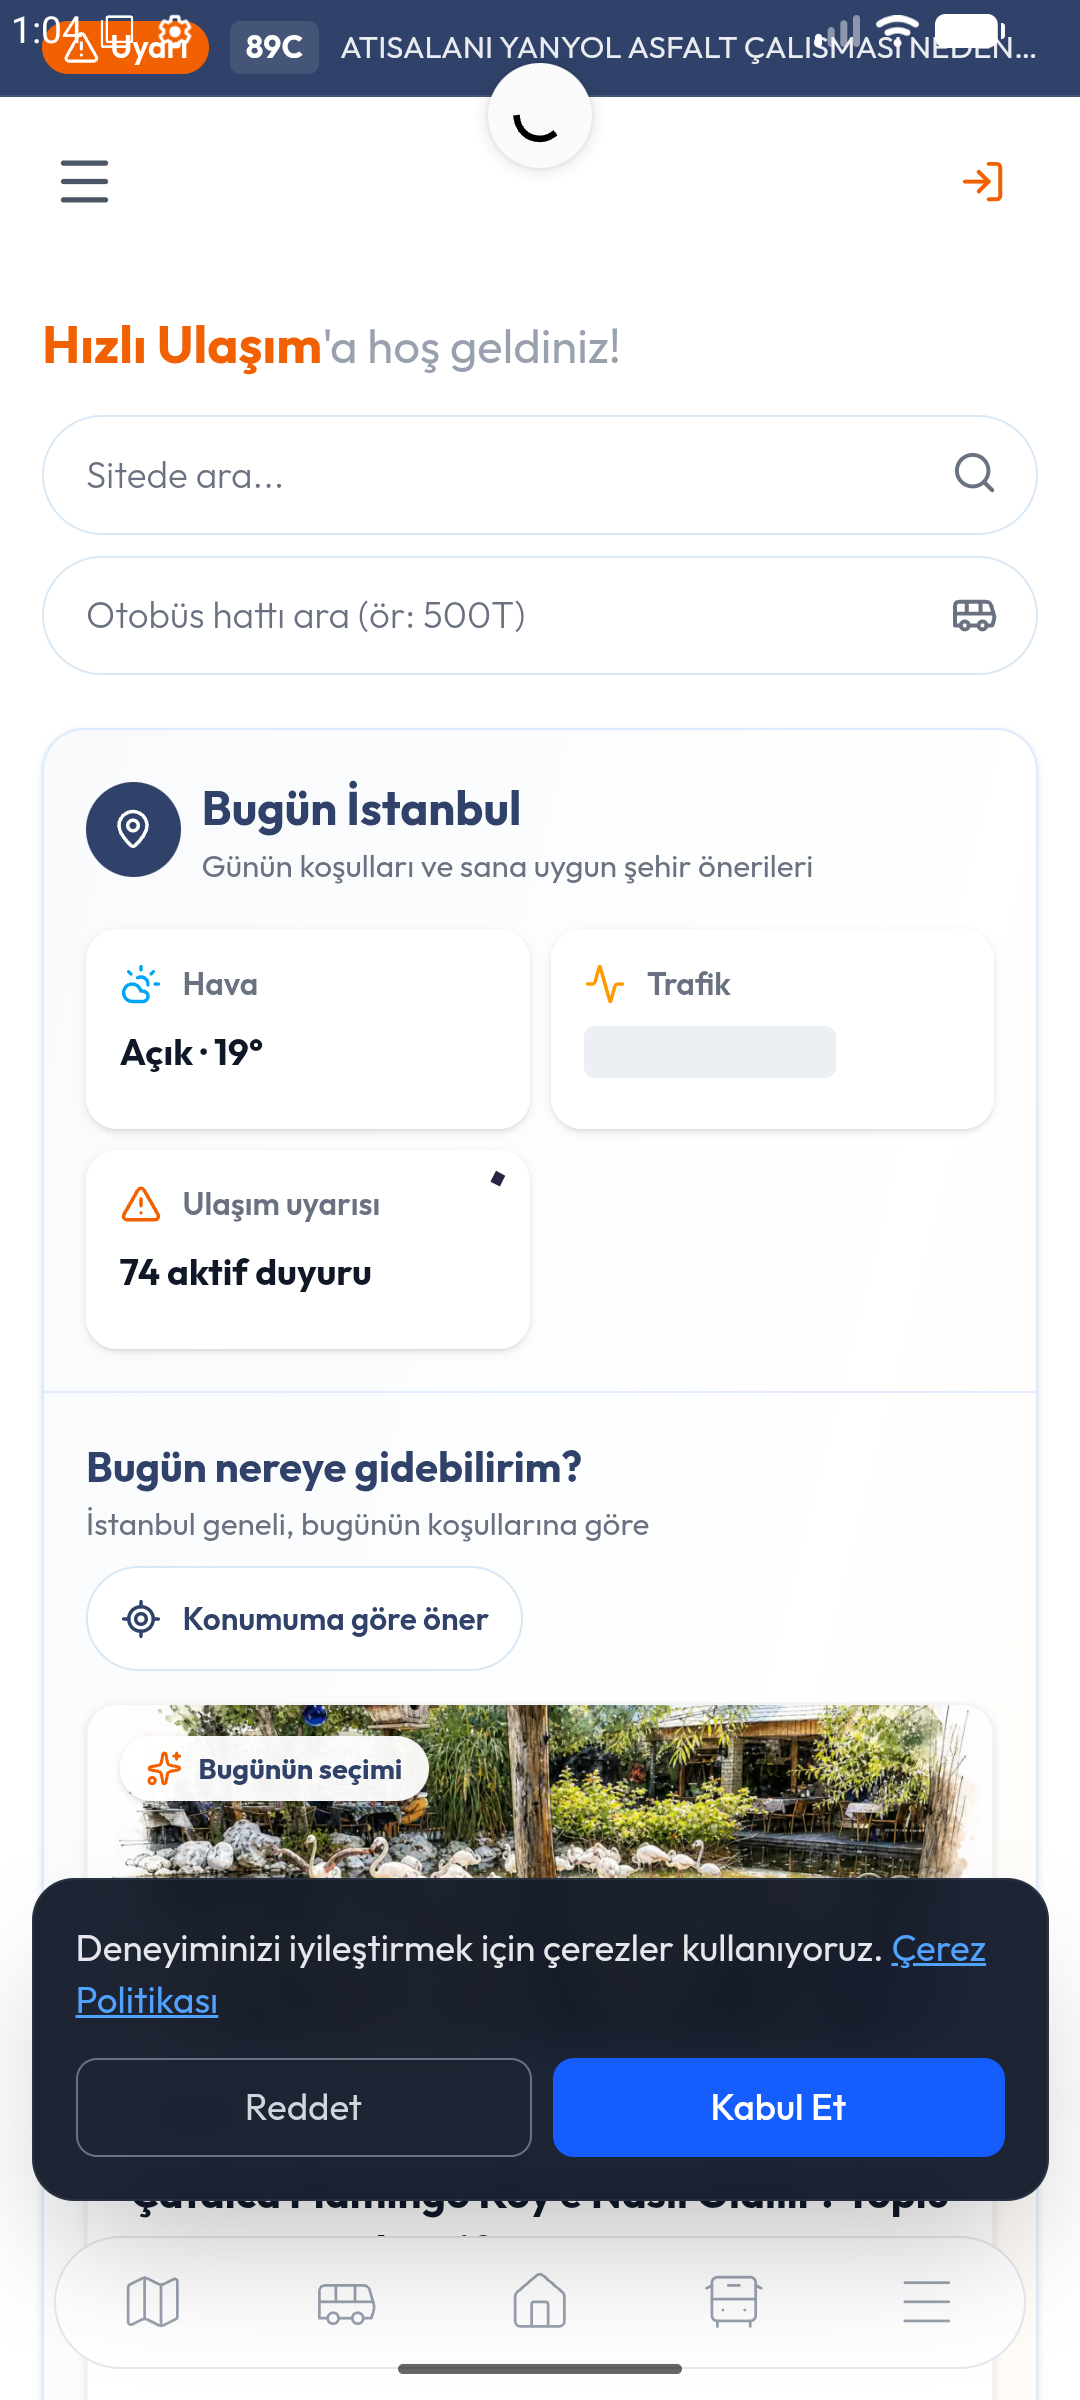 1:04
Uyarı 89C ATISALANI YANYOL ASFALT ÇALISMASI NEDEN...
Hızlı Ulaşım'a hoş geldiniz!
Sitede ara...
Otobüs hattı ara (ör: 500T)
Bugün İstanbul
Günün koşulları ve sana uygun şehir önerileri
Hava
Açık · 19°
Trafik
Ulaşım uyarısı
74 aktif duyuru
Bugün nereye gidebilirim?
İstanbul geneli, bugünün koşullarına göre
Konumuma göre öner
Bugünün seçimi
Deneyiminizi iyileştirmek için çerezler kullanıyoruz. Çerez
Politikası
Reddet
Kabul Et